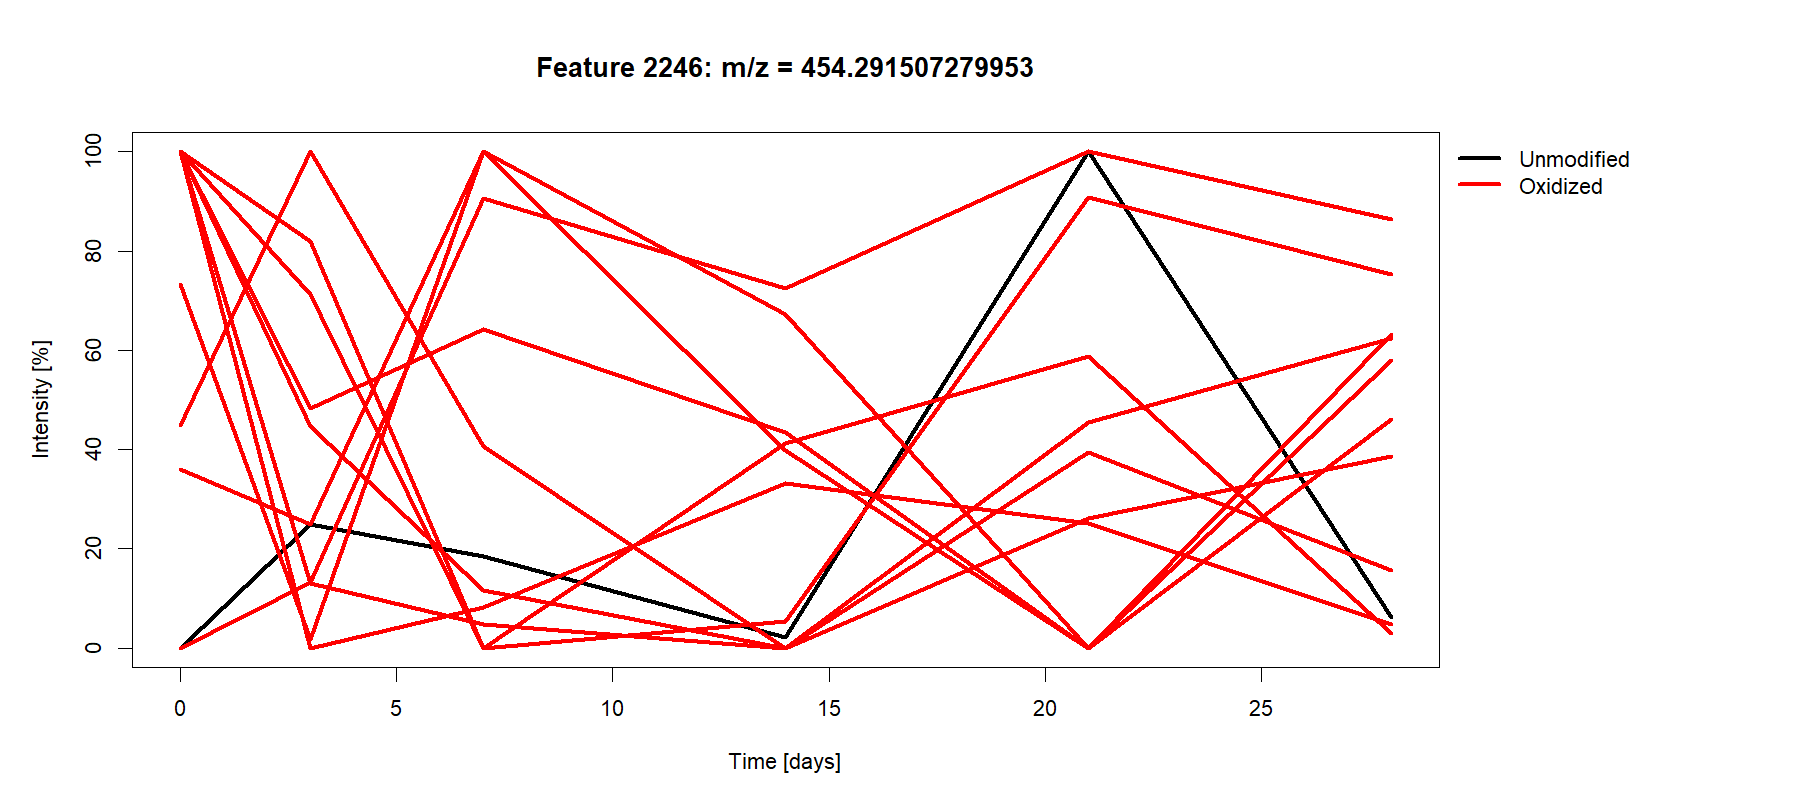 Feature 2246: m/z = 454.291507279953
100
80
60
40
20
0
Intensity [%]
0 5 10 15 20 25
Time [days]
Unmodified
Oxidized